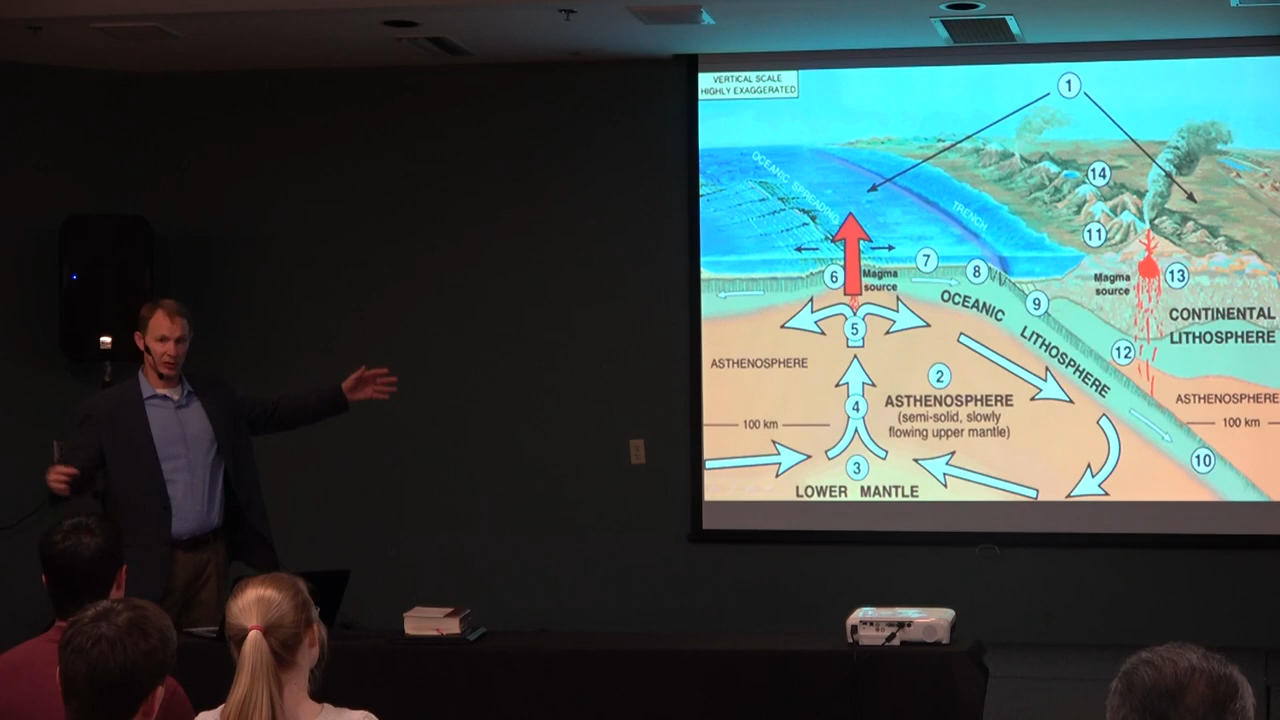 VERTICAL SCALE
HIGHLY EXAGGERATED
1
OCEANIC SPREADING
TRENCH
14
11
6
Magma
source
7
8
9
Magma
source
13
OCEANIC
LITHOSPHERE
CONTINENTAL
LITHOSPHERE
5
12
ASTHENOSPHERE
2
ASTHENOSPHERE
(semi-solid, slowly
flowing upper mantle)
ASTHENOSPHERE
4
100 km
100 km
3
10
LOWER MANTLE